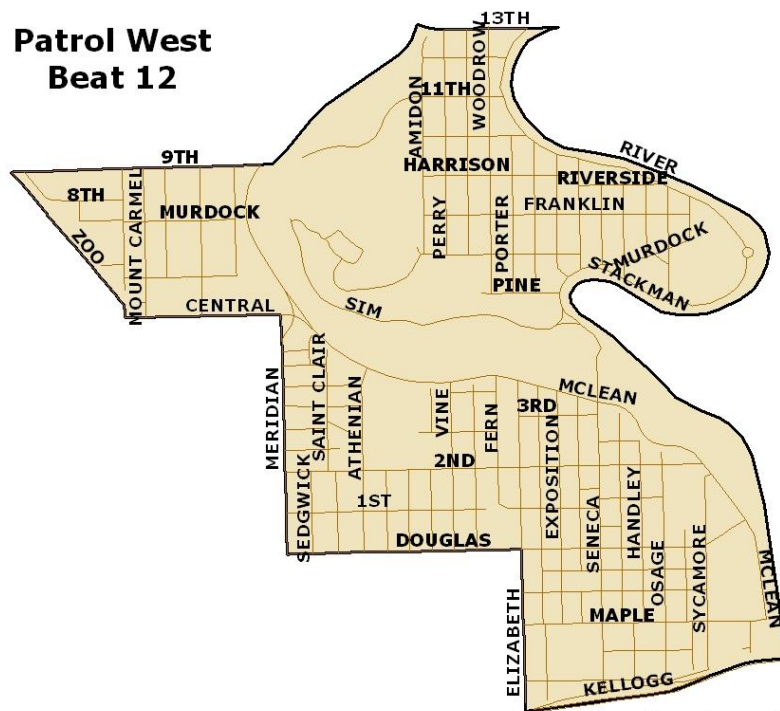 Patrol West
Beat 12
13TH
WOODROW
AMIDON
11TH
RIVER
9TH
HARRISON
RIVERSIDE
8TH
MOUNT CARMEL
MURDOCK
PERRY
PORTER
FRANKLIN
ZOO
MURDOCK
STACKMAN
PINE
CENTRAL
SIM
MERIDIAN
SAINT CLAIR
ATHENIAN
VINE
FERN
MCLEAN
3RD
EXPOSITION
2ND
SEDGWICK
1ST
SENECA
HANDLEY
OSAGE
SYCAMORE
DOUGLAS
MCLEAN
ELIZABETH
MAPLE
KELLOGG